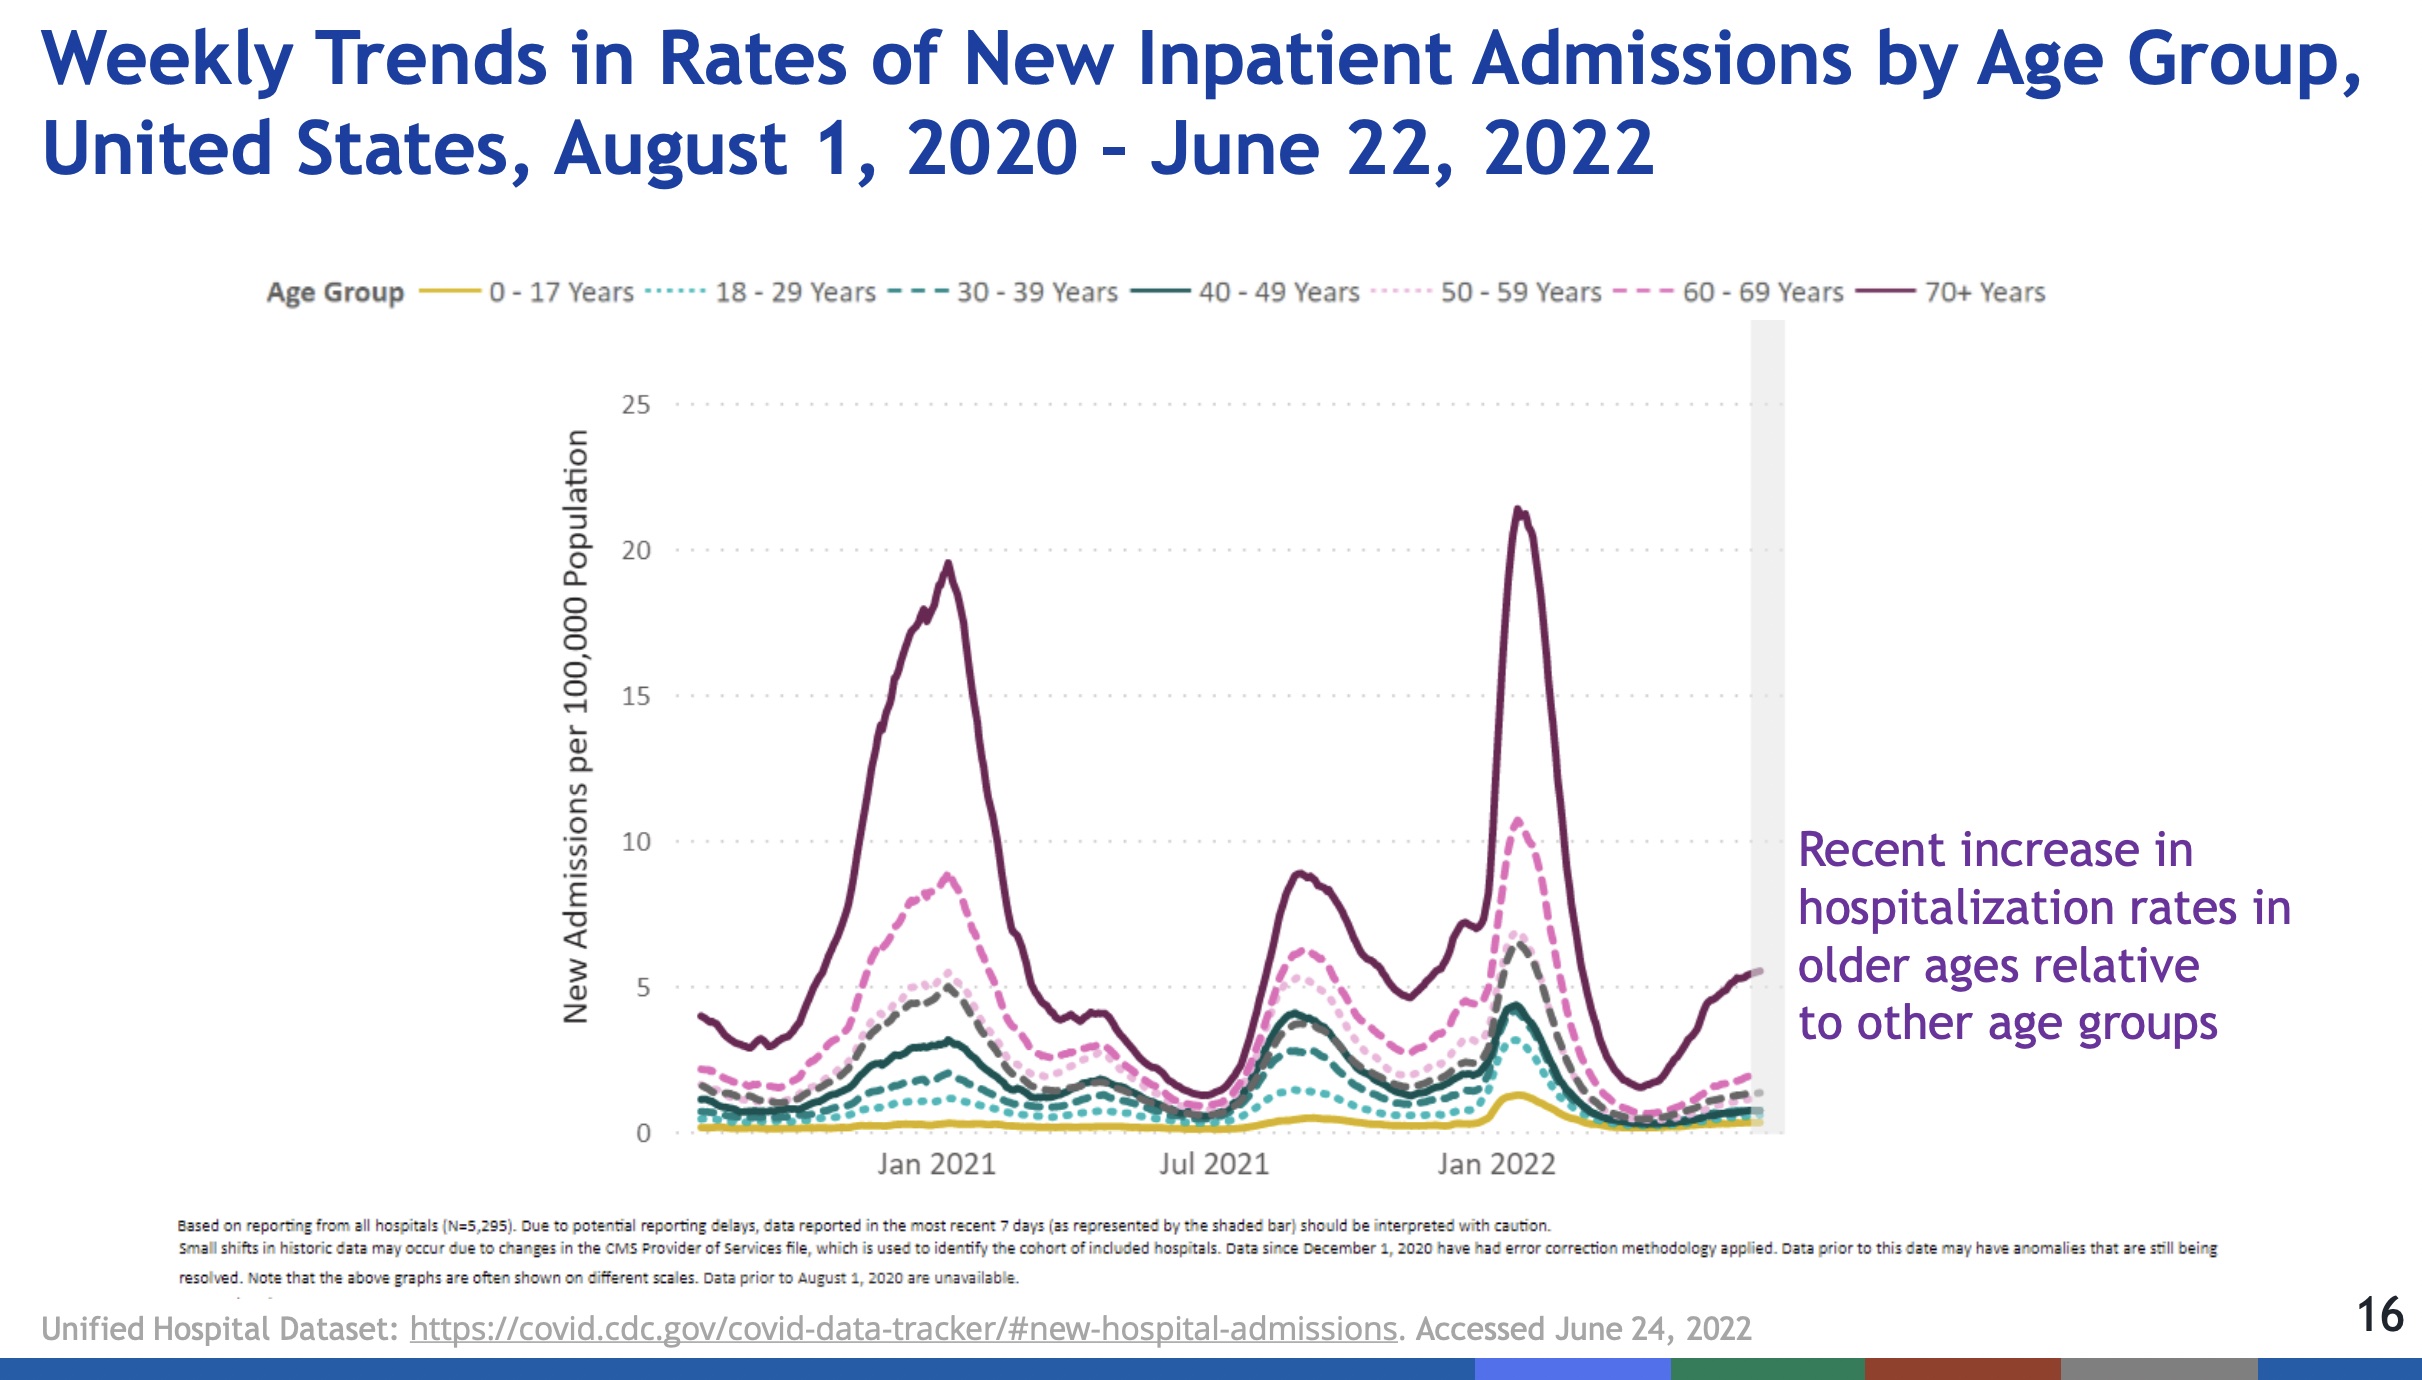 Weekly Trends in Rates of New Inpatient Admissions by Age Group,
United States, August 1, 2020 – June 22, 2022
Age Group 0 - 17 Years 18 - 29 Years 30 - 39 Years 40 - 49 Years 50 - 59 Years 60 - 69 Years 70+ Years
New Admissions per 100,000 Population
25
20
15
10
5
0
Jan 2021 Jul 2021 Jan 2022
Recent increase in
hospitalization rates in
older ages relative
to other age groups
Based on reporting from all hospitals (N=5,295). Due to potential reporting delays, data reported in the most recent 7 days (as represented by the shaded bar) should be interpreted with caution.
Small shifts in historic data may occur due to changes in the CMS Provider of Services file, which is used to identify the cohort of included hospitals. Data since December 1, 2020 have had error correction methodology applied. Data prior to this date may have anomalies that are still being
resolved. Note that the above graphs are often shown on different scales. Data prior to August 1, 2020 are unavailable.
Unified Hospital Dataset: https://covid.cdc.gov/covid-data-tracker/#new-hospital-admissions. Accessed June 24, 2022
16